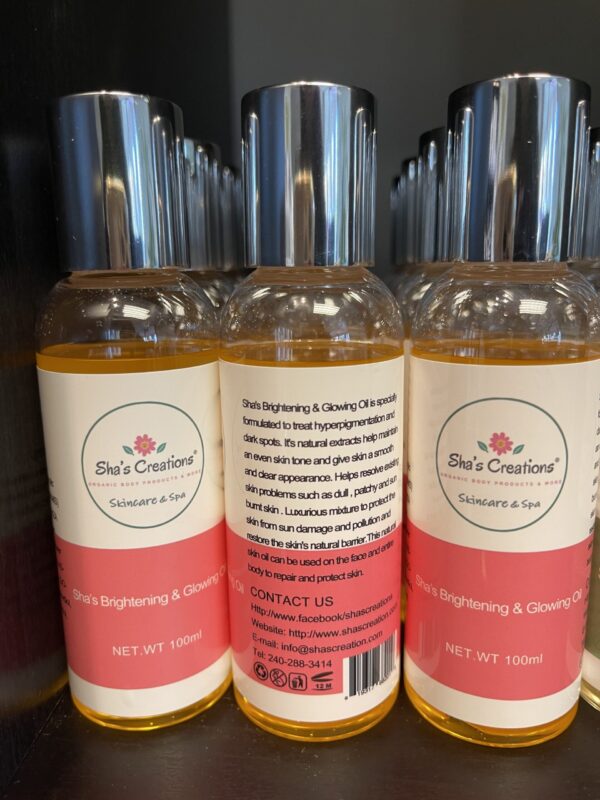 Sha's Creations®
ORGANIC BODY PRODUCTS & MORE
Skincare & Spa
Sha's Brightening & Glowing Oil
NET.WT 100ml
Sha's Brightening & Glowing Oil is specially
formulated to treat hyperpigmentation and
dark spots. It's natural extracts help maintain
an even skin tone and give skin a smooth
and clear appearance. Helps resolve existing
skin problems such as dull , patchy and sun
burnt skin . Luxurious mixture to protect the
skin from sun damage and pollution and
restore the skin's natural barrier.This natural
skin oil can be used on the face and entire
body to repair and protect skin.
CONTACT US
Http://www.facebook/shascreations
Website: http://www.shascreation.com
E-mail: info@shascreation.com
Tel: 240-288-3414
12 M
Sha's Creations®
ORGANIC BODY PRODUCTS & MORE
Skincare & Spa
Sha's Brightening & Glowing Oil
NET.WT 100ml